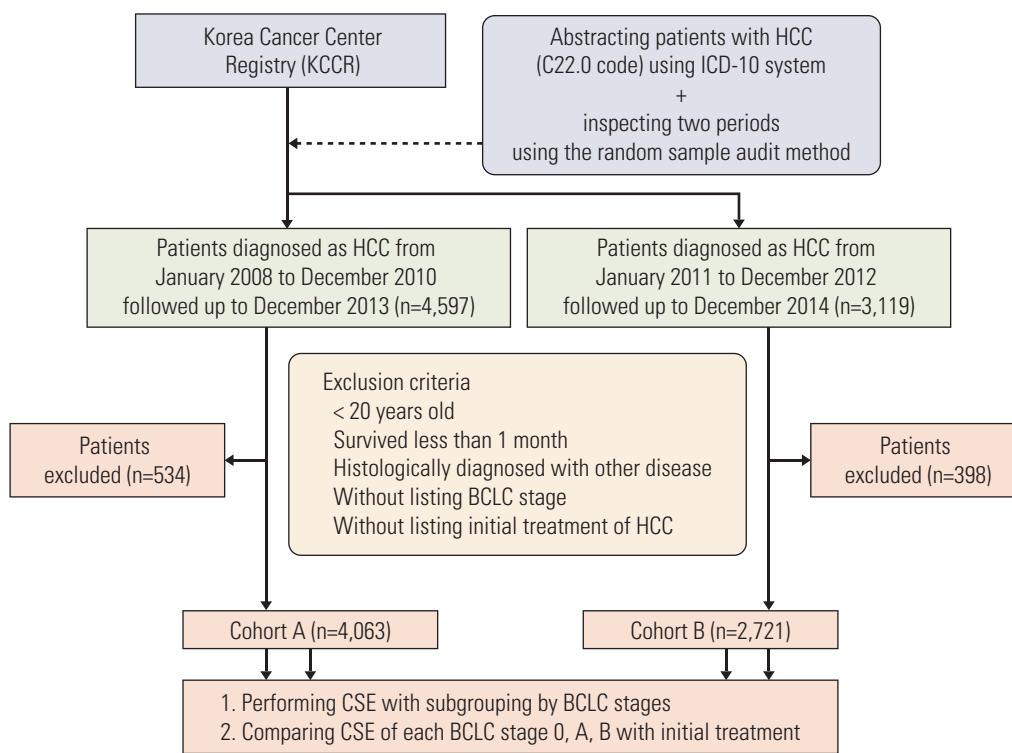 Korea Cancer Center
Registry (KCCR)
Abstracting patients with HCC
(C22.0 code) using ICD-10 system
+
inspecting two periods
using the random sample audit method
Patients diagnosed as HCC from
January 2008 to December 2010
followed up to December 2013 (n=4,597)
Patients diagnosed as HCC from
January 2011 to December 2012
followed up to December 2014 (n=3,119)
Exclusion criteria
< 20 years old
Survived less than 1 month
Histologically diagnosed with other disease
Without listing BCLC stage
Without listing initial treatment of HCC
Patients
excluded (n=534)
Patients
excluded (n=398)
Cohort A (n=4,063)
Cohort B (n=2,721)
1. Performing CSE with subgrouping by BCLC stages
2. Comparing CSE of each BCLC stage 0, A, B with initial treatment